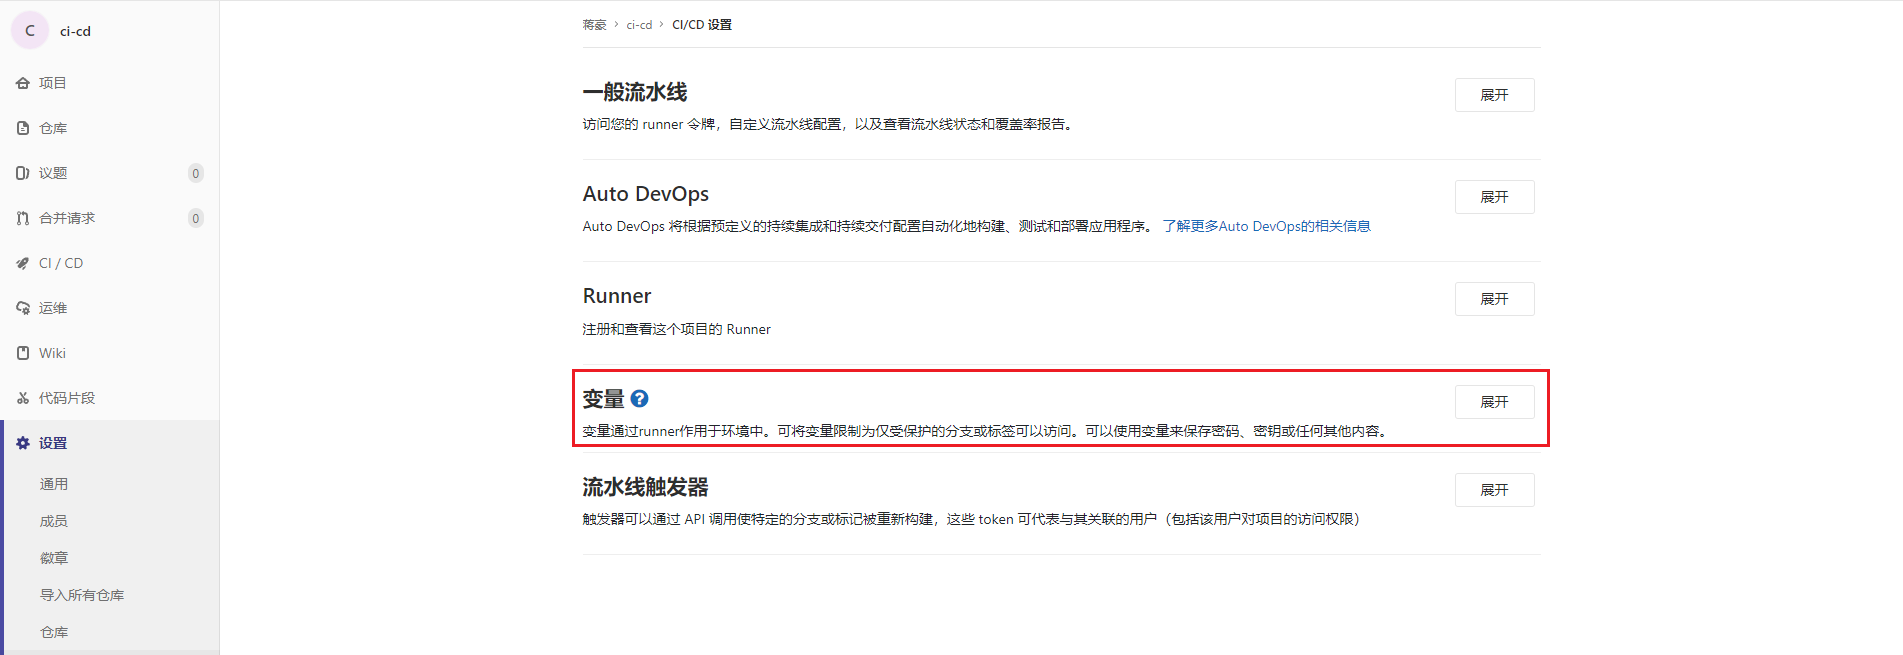 C
ci-cd
项目
仓库
议题 0
合并请求 0
CI / CD
运维
Wiki
代码片段
设置
通用
成员
徽章
导入所有仓库
仓库
蒋豪 › ci-cd › CI/CD 设置
一般流水线
展开
访问您的 runner 令牌，自定义流水线配置，以及查看流水线状态和覆盖率报告。
Auto DevOps
展开
Auto DevOps 将根据预定义的持续集成和持续交付配置自动化地构建、测试和部署应用程序。 了解更多Auto DevOps的相关信息
Runner
展开
注册和查看这个项目的 Runner
变量 ?
展开
变量通过runner作用于环境中。可将变量限制为仅受保护的分支或标签可以访问。可以使用变量来保存密码、密钥或任何其他内容。
流水线触发器
展开
触发器可以通过 API 调用使特定的分支或标记被重新构建，这些 token 可代表与其关联的用户（包括该用户对项目的访问权限）